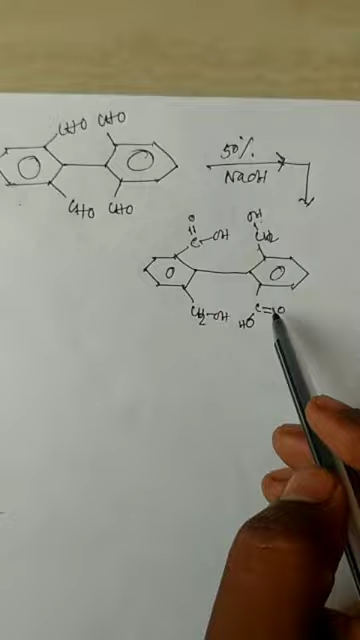 CHO CHO
50%
NaOH
CHO CHO
O OH
C-OH CH2
O O
CH2-OH C=O
HO